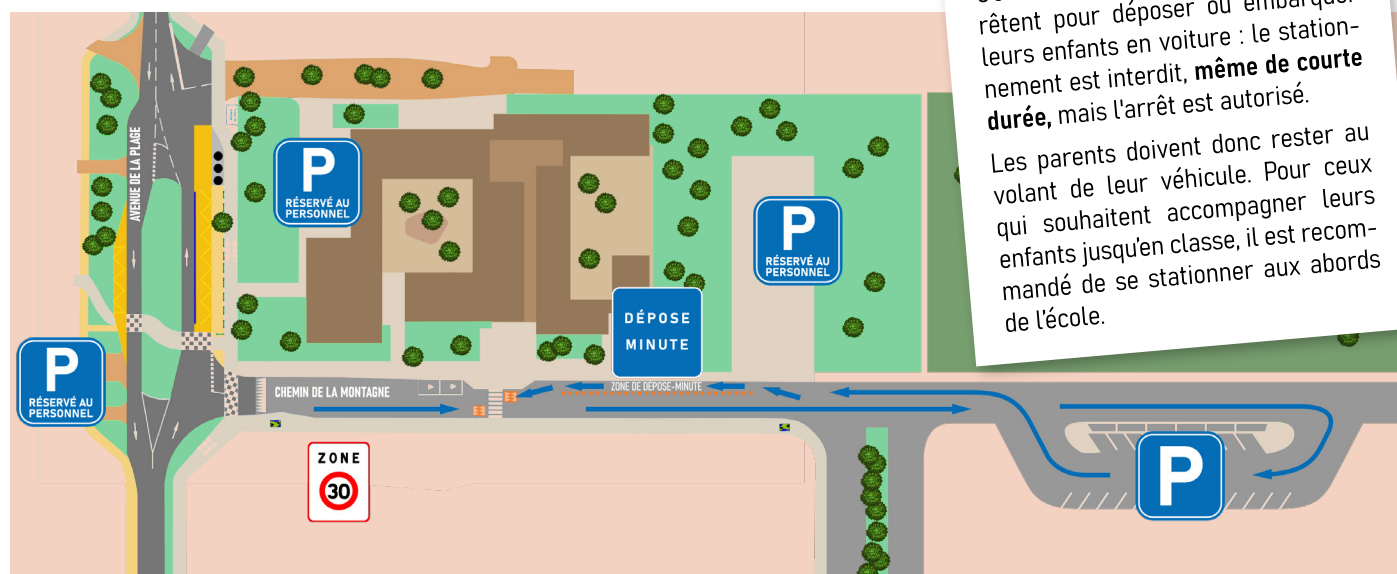 rêtent pour déposer ou embarquer
leurs enfants en voiture : le station-
nement est interdit, même de courte
durée, mais l'arrêt est autorisé.
Les parents doivent donc rester au
volant de leur véhicule. Pour ceux
qui souhaitent accompagner leurs
enfants jusqu'en classe, il est recom-
mandé de se stationner aux abords
de l'école.
AVENUE DE LA PLAGE
P
RÉSERVÉ AU
PERSONNEL
P
RÉSERVÉ AU
PERSONNEL
DÉPOSE
MINUTE
P
RÉSERVÉ AU
PERSONNEL
CHEMIN DE LA MONTAGNE
ZONE DE DÉPOSE-MINUTE
ZONE
30
P